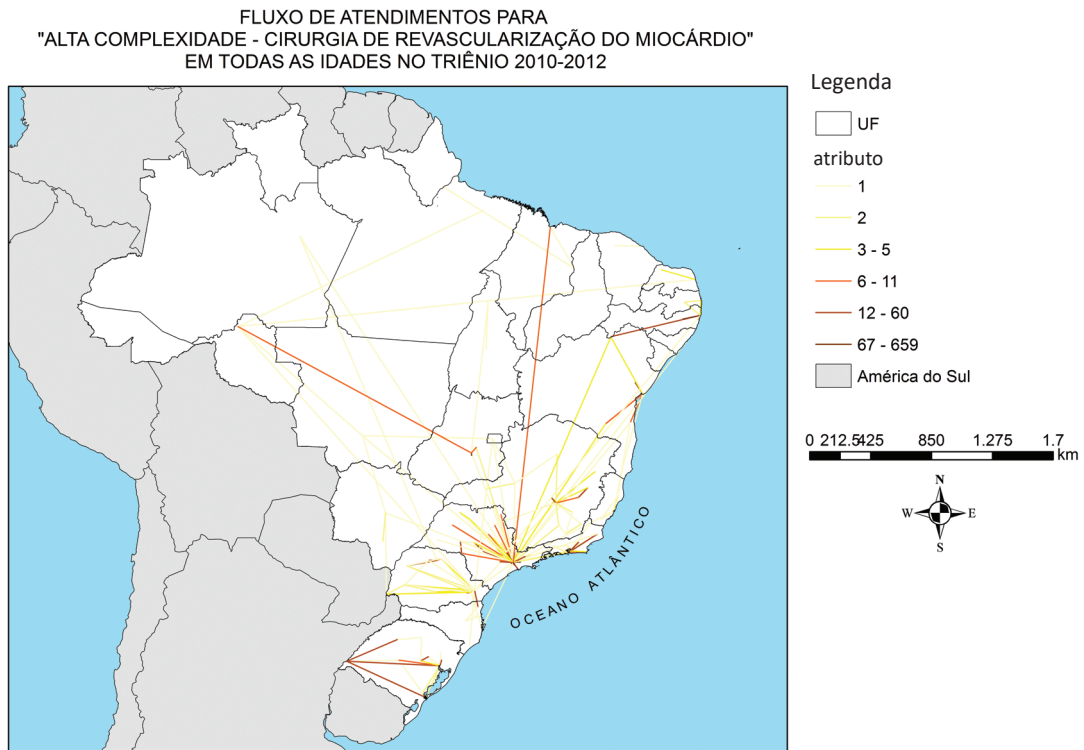 FLUXO DE ATENDIMENTOS PARA
"ALTA COMPLEXIDADE - CIRURGIA DE REVASCULARIZAÇÃO DO MIOCÁRDIO"
EM TODAS AS IDADES NO TRIÊNIO 2010-2012
Legenda
UF
atributo
1
2
3 - 5
6 - 11
12 - 60
67 - 659
América do Sul
0 212.5425 850 1.275 1.7
km
N
W E
S
OCEANO ATLÂNTICO